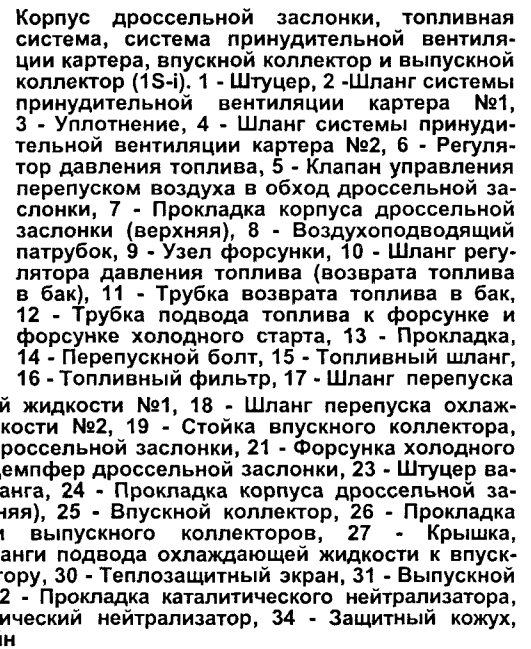 Корпус дроссельной заслонки, топливная
система, система принудительной вентиля-
ции картера, впускной коллектор и выпускной
коллектор (1S-i). 1 - Штуцер, 2 -Шланг системы
принудительной вентиляции картера №1,
3 - Уплотнение, 4 - Шланг системы принуди-
тельной вентиляции картера №2, 6 - Регуля-
тор давления топлива, 5 - Клапан управления
перепуском воздуха в обход дроссельной за-
слонки, 7 - Прокладка корпуса дроссельной
заслонки (верхняя), 8 - Воздухоподводящий
патрубок, 9 - Узел форсунки, 10 - Шланг регу-
лятора давления топлива (возврата топлива
в бак), 11 - Трубка возврата топлива в бак,
12 - Трубка подвода топлива к форсунке и
форсунке холодного старта, 13 - Прокладка,
14 - Перепускной болт, 15 - Топливный шланг,
16 - Топливный фильтр, 17 - Шланг перепуска
й жидкости №1, 18 - Шланг перепуска охлаж-
кости №2, 19 - Стойка впускного коллектора,
россельной заслонки, 21 - Форсунка холодного
емпфер дроссельной заслонки, 23 - Штуцер ва-
анга, 24 - Прокладка корпуса дроссельной за-
няя), 25 - Впускной коллектор, 26 - Прокладка
и выпускного коллекторов, 27 - Крышка,
анги подвода охлаждающей жидкости к впуск-
тору, 30 - Теплозащитный экран, 31 - Выпускной
2 - Прокладка каталитического нейтрализатора,
ический нейтрализатор, 34 - Защитный кожух,
ин